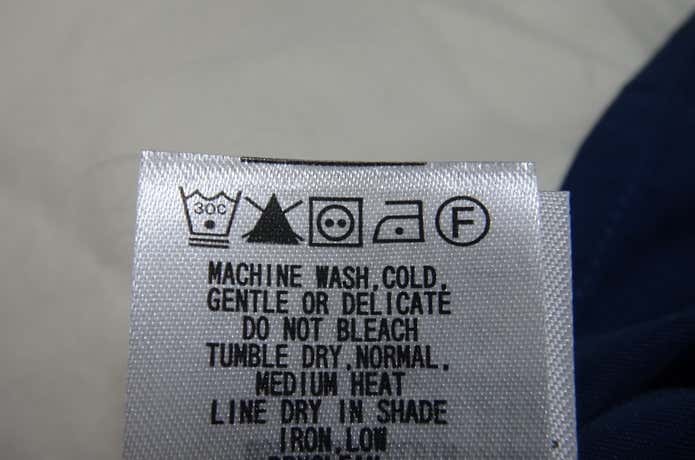 30C F
MACHINE WASH,COLD,
GENTLE OR DELICATE
DO NOT BLEACH
TUMBLE DRY,NORMAL,
MEDIUM HEAT
LINE DRY IN SHADE
IRON,LOW